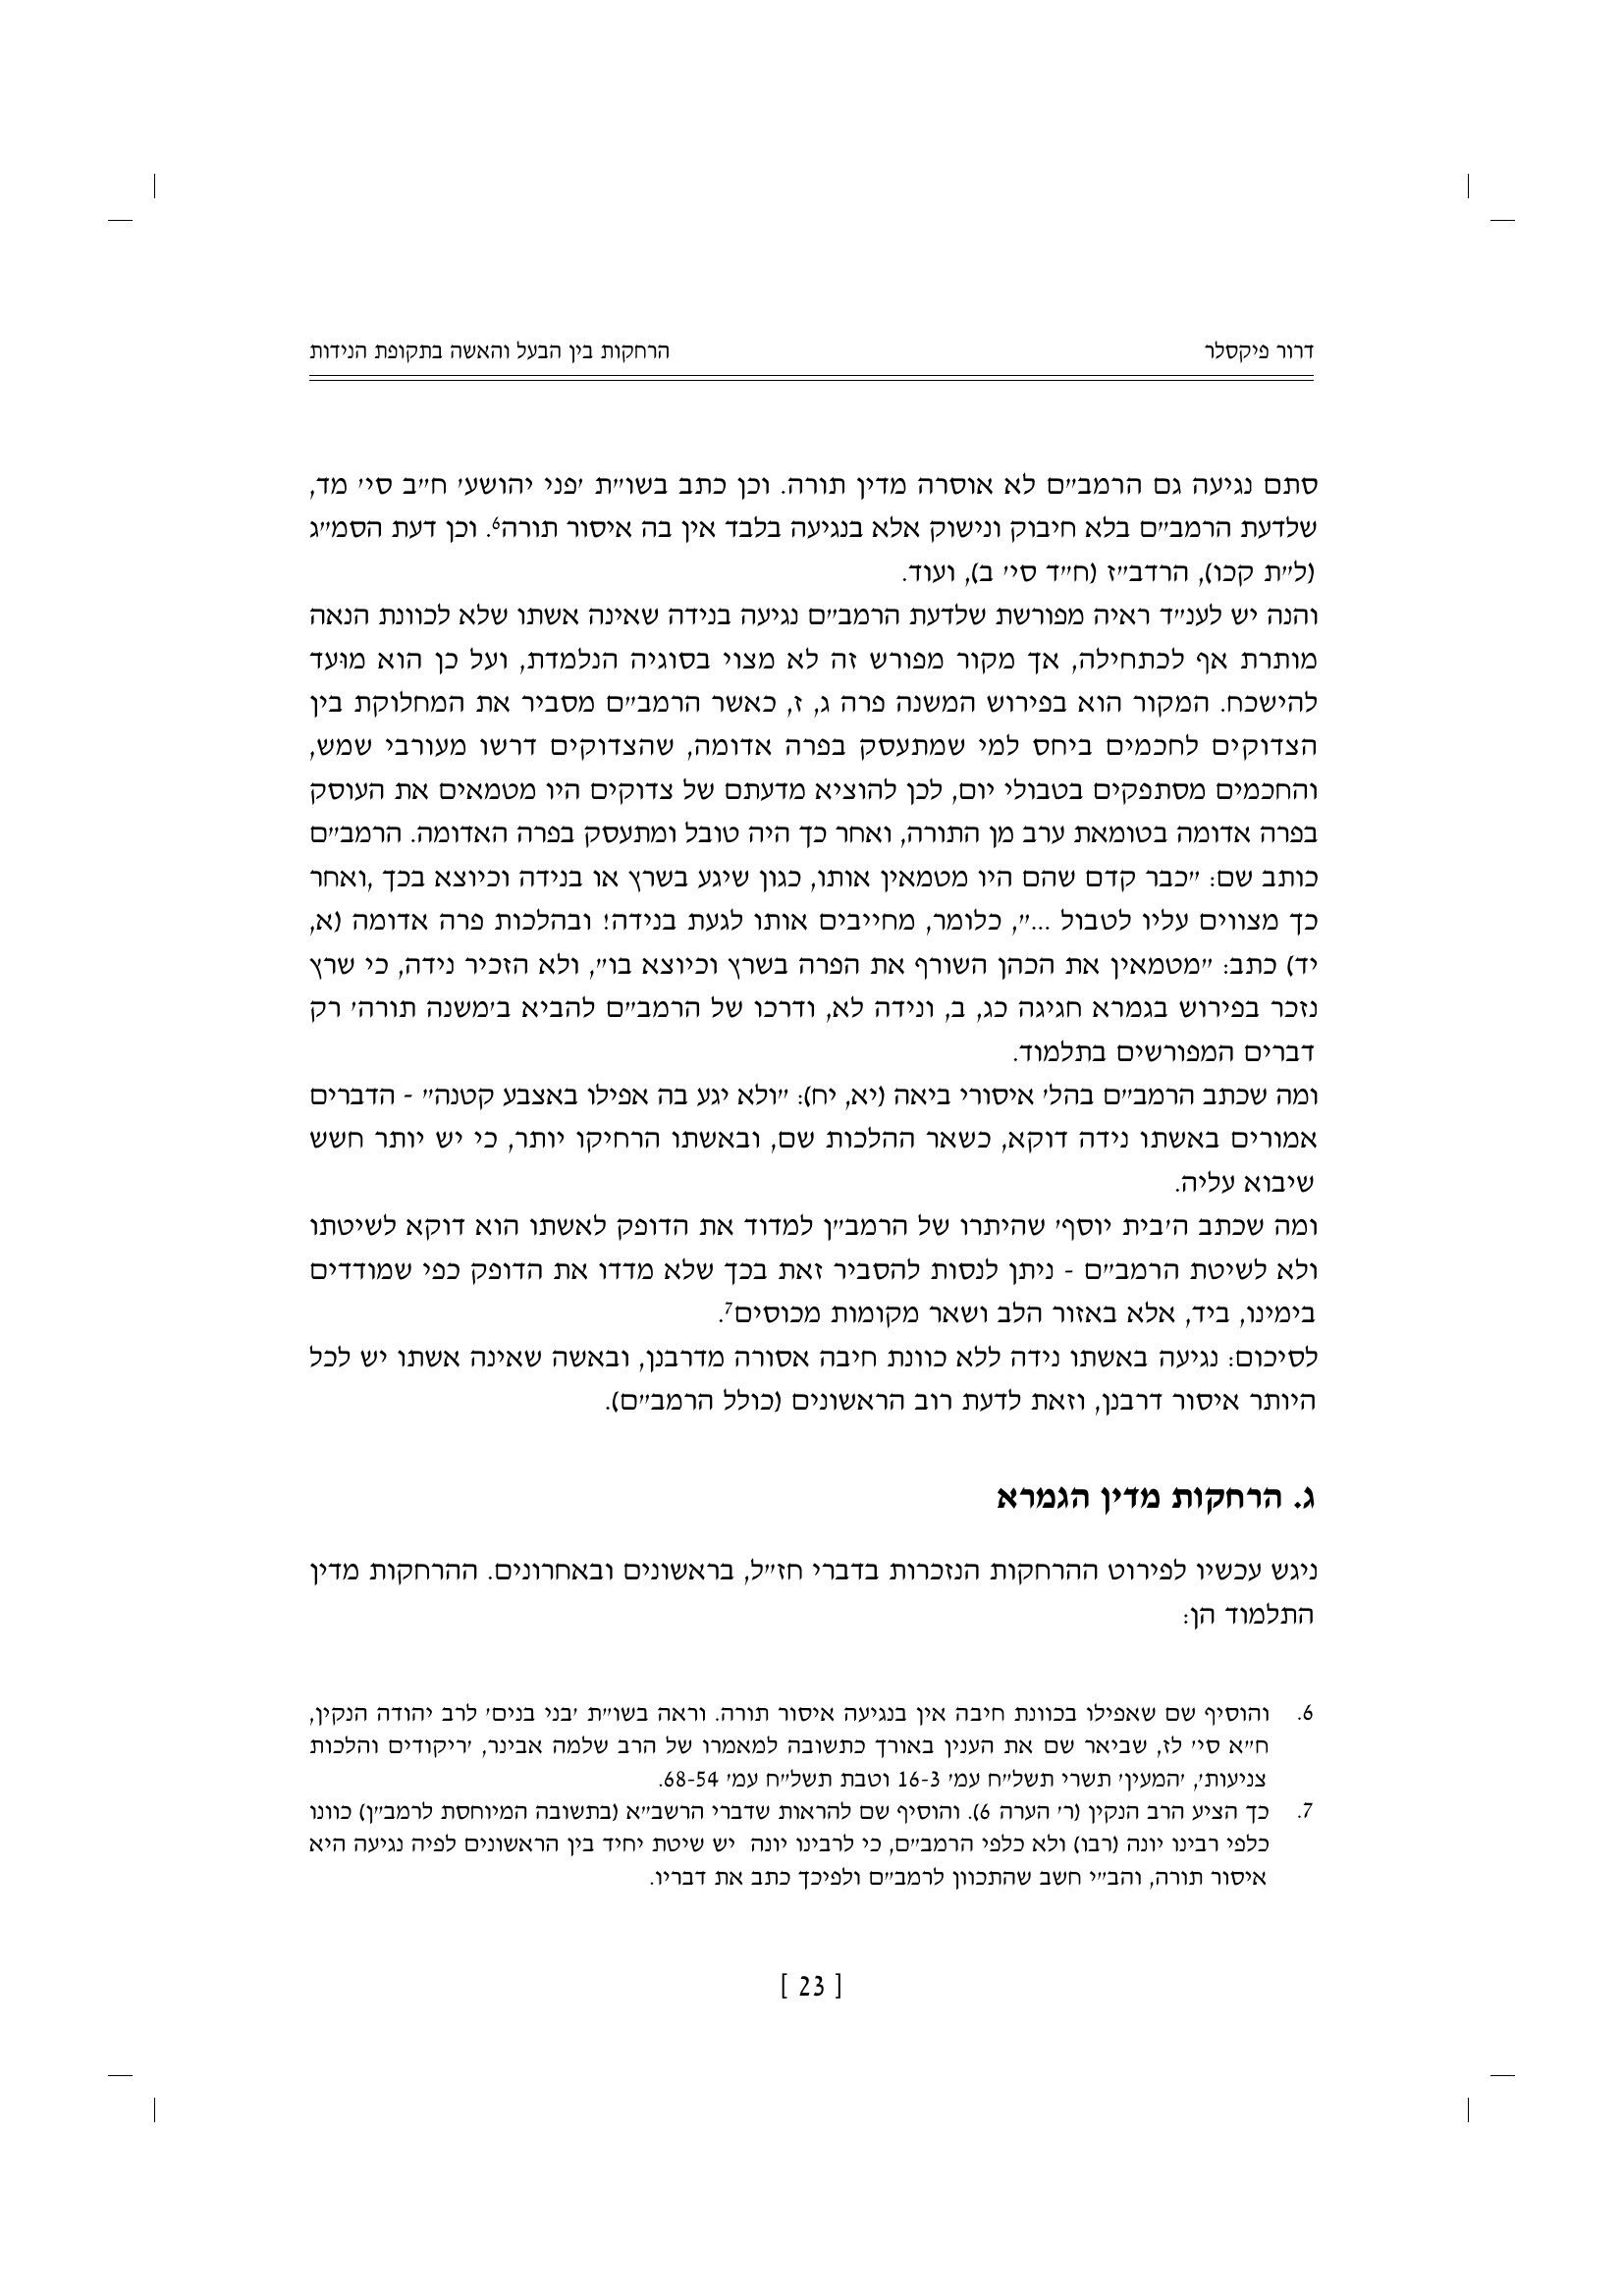 דרור פיקסלר
הרחקות בין הבעל והאשה בתקופת הנידות
סתם נגיעה גם הרמב״ם לא אוסרה מדין תורה. וכן כתב בשו״ת ׳פני יהושע׳ ח״ב סי׳ מד,
שלדעת הרמב״ם בלא חיבוק ונישוק אלא בנגיעה בלבד אין בה איסור תורה6. וכן דעת הסמ״ג
(ל״ת קכו), הרדב״ז (ח״ד סי׳ ב), ועוד.
והנה יש לענ״ד ראיה מפורשת שלדעת הרמב״ם נגיעה בנידה שאינה אשתו שלא לכוונת הנאה
מותרת אף לכתחילה, אך מקור מפורש זה לא מצוי בסוגיה הנלמדת, ועל כן הוא מוּעד
להישכח. המקור הוא בפירוש המשנה פרה ג, ז, כאשר הרמב״ם מסביר את המחלוקת בין
הצדוקים לחכמים ביחס למי שמתעסק בפרה אדומה, שהצדוקים דרשו מעורבי שמש,
והחכמים מסתפקים בטבולי יום, לכן להוציא מדעתם של צדוקים היו מטמאים את העוסק
בפרה אדומה בטומאת ערב מן התורה, ואחר כך היה טובל ומתעסק בפרה האדומה. הרמב״ם
כותב שם: ״כבר קדם שהם היו מטמאין אותו, כגון שיגע בשרץ או בנידה וכיוצא בכך ,ואחר
כך מצווים עליו לטבול ...״, כלומר, מחייבים אותו לגעת בנידה! ובהלכות פרה אדומה (א,
יד) כתב: ״מטמאין את הכהן השורף את הפרה בשרץ וכיוצא בו״, ולא הזכיר נידה, כי שרץ
נזכר בפירוש בגמרא חגיגה כג, ב, ונידה לא, ודרכו של הרמב״ם להביא ב׳משנה תורה׳ רק
דברים המפורשים בתלמוד.
ומה שכתב הרמב״ם בהל׳ איסורי ביאה (יא, יח): ״ולא יגע בה אפילו באצבע קטנה״ - הדברים
אמורים באשתו נידה דוקא, כשאר ההלכות שם, ובאשתו הרחיקו יותר, כי יש יותר חשש
שיבוא עליה.
ומה שכתב ה׳בית יוסף׳ שהיתרו של הרמב״ן למדוד את הדופק לאשתו הוא דוקא לשיטתו
ולא לשיטת הרמב״ם - ניתן לנסות להסביר זאת בכך שלא מדדו את הדופק כפי שמודדים
בימינו, ביד, אלא באזור הלב ושאר מקומות מכוסים7.
לסיכום: נגיעה באשתו נידה ללא כוונת חיבה אסורה מדרבנן, ובאשה שאינה אשתו יש לכל
היותר איסור דרבנן, וזאת לדעת רוב הראשונים (כולל הרמב״ם).
ג. הרחקות מדין הגמרא
ניגש עכשיו לפירוט ההרחקות הנזכרות בדברי חז״ל, בראשונים ובאחרונים. ההרחקות מדין
התלמוד הן:
6. והוסיף שם שאפילו בכוונת חיבה אין בנגיעה איסור תורה. וראה בשו״ת ׳בני בנים׳ לרב יהודה הנקין,
ח״א סי׳ לז, שביאר שם את הענין באורך כתשובה למאמרו של הרב שלמה אבינר, ׳ריקודים והלכות
צניעות׳, ׳המעין׳ תשרי תשל״ח עמ׳ 16-3 וטבת תשל״ח עמ׳ 68-54.
7. כך הציע הרב הנקין (ר׳ הערה 6). והוסיף שם להראות שדברי הרשב״א (בתשובה המיוחסת לרמב״ן) כוונו
כלפי רבינו יונה (רבו) ולא כלפי הרמב״ם, כי לרבינו יונה יש שיטת יחיד בין הראשונים לפיה נגיעה היא
איסור תורה, והב״י חשב שהתכוון לרמב״ם ולפיכך כתב את דבריו.
[ 23 ]